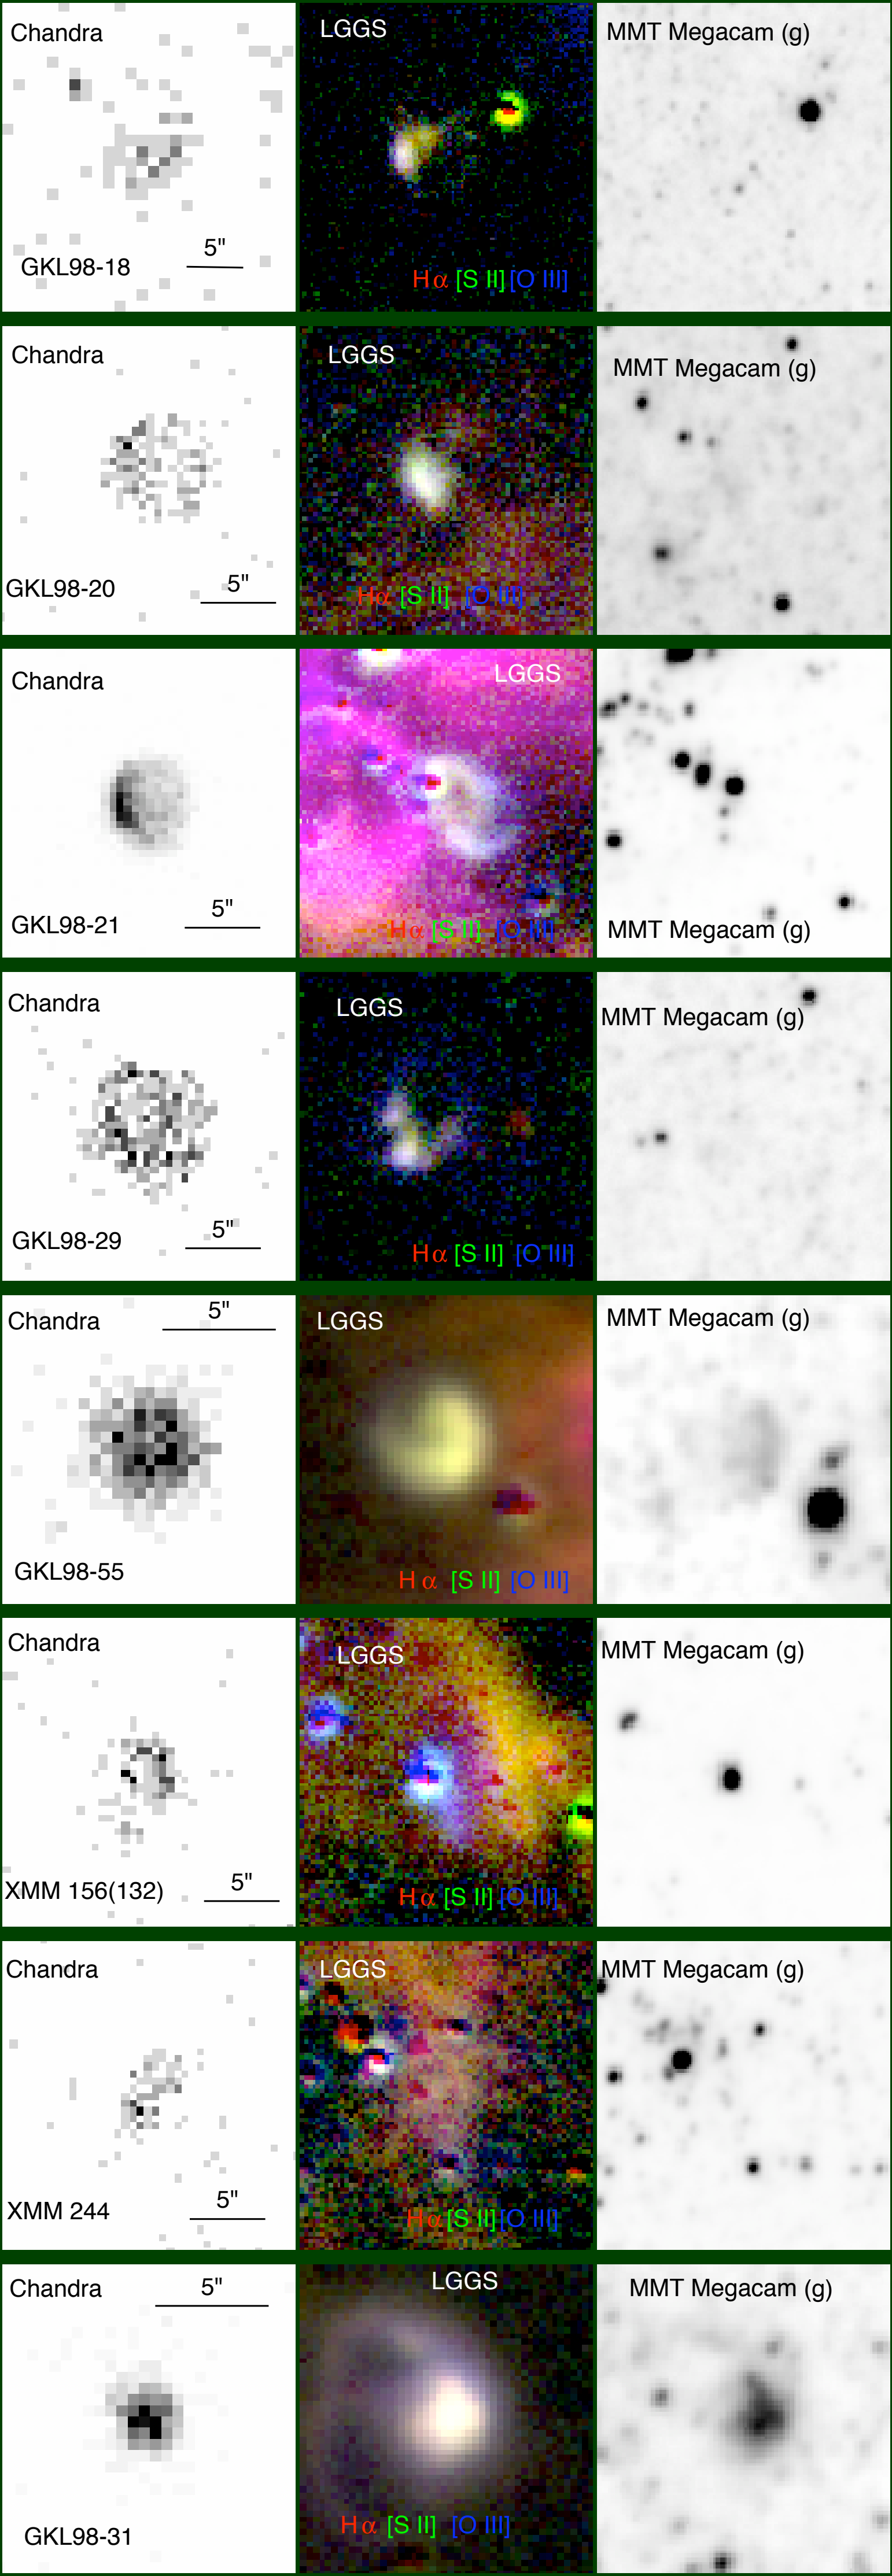 Chandra
LGGS
MMT Megacam (g)
5"
GKL98-18
Hα [S II] [O III]
Chandra
LGGS
MMT Megacam (g)
5"
GKL98-20
Hα [S II] [O III]
Chandra
LGGS
5"
GKL98-21
Hα [S II] [O III]
MMT Megacam (g)
Chandra
LGGS
MMT Megacam (g)
5"
GKL98-29
Hα [S II] [O III]
Chandra
5"
LGGS
MMT Megacam (g)
GKL98-55
Hα [S II] [O III]
Chandra
LGGS
MMT Megacam (g)
5"
XMM 156(132)
Hα [S II] [O III]
Chandra
LGGS
MMT Megacam (g)
5"
XMM 244
Hα [S II] [O III]
Chandra
5"
LGGS
MMT Megacam (g)
GKL98-31
Hα [S II] [O III]